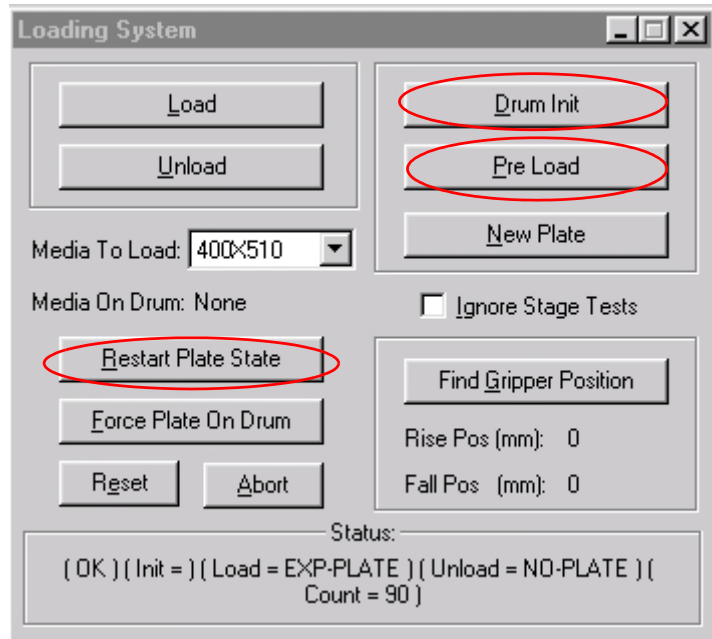 Loading System
Load
Unload
Media To Load: 400X510
Media On Drum: None
Restart Plate State
Force Plate On Drum
Reset
Abort
Drum Init
Pre Load
New Plate
Ignore Stage Tests
Find Gripper Position
Rise Pos (mm): 0
Fall Pos (mm): 0
Status:
( OK ) ( Init = ) ( Load = EXP-PLATE ) ( Unload = NO-PLATE ) (
Count = 90 )